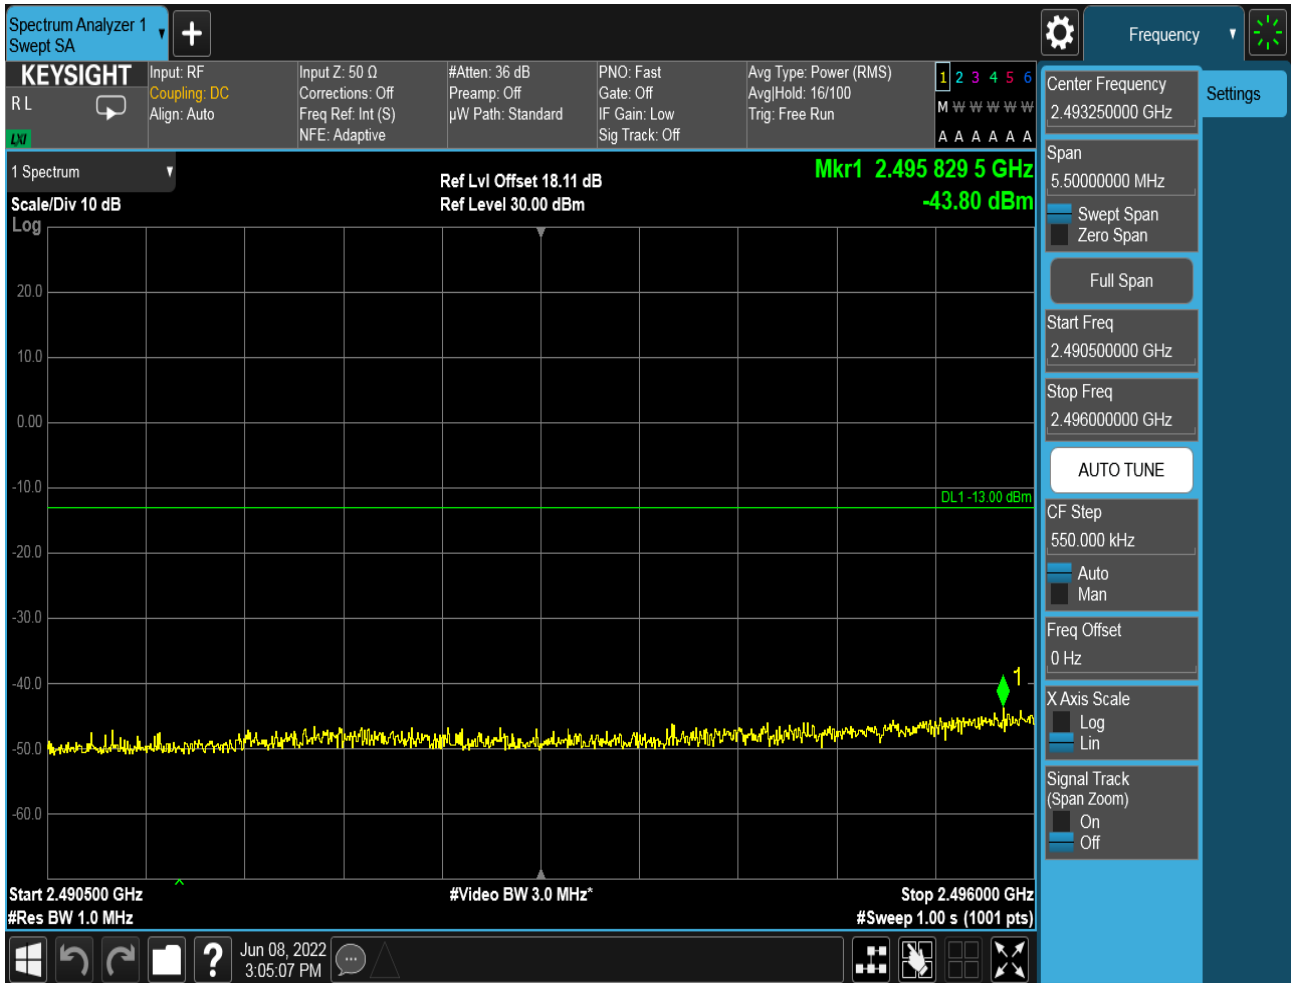 Spectrum Analyzer 1
Swept SA
+
Frequency
KEYSIGHT
R L
LXI
Input: RF
Coupling: DC
Align: Auto
Input Z: 50 Ω
Corrections: Off
Freq Ref: Int (S)
NFE: Adaptive
#Atten: 36 dB
Preamp: Off
µW Path: Standard
PNO: Fast
Gate: Off
IF Gain: Low
Sig Track: Off
Avg Type: Power (RMS)
Avg|Hold: 16/100
Trig: Free Run
1 2 3 4 5 6
M W W W W W
A A A A A A
1 Spectrum
Scale/Div 10 dB
Log
Ref Lvl Offset 18.11 dB
Ref Level 30.00 dBm
Mkr1 2.495 829 5 GHz
-43.80 dBm
20.0
10.0
0.00
-10.0
DL1 -13.00 dBm
-20.0
-30.0
-40.0
1
-50.0
-60.0
Start 2.490500 GHz
#Video BW 3.0 MHz*
Stop 2.496000 GHz
#Res BW 1.0 MHz
#Sweep 1.00 s (1001 pts)
?
Jun 08, 2022
3:05:07 PM
Center Frequency
2.493250000 GHz
Settings
Span
5.50000000 MHz
Swept Span
Zero Span
Full Span
Start Freq
2.490500000 GHz
Stop Freq
2.496000000 GHz
AUTO TUNE
CF Step
550.000 kHz
Auto
Man
Freq Offset
0 Hz
X Axis Scale
Log
Lin
Signal Track
(Span Zoom)
On
Off